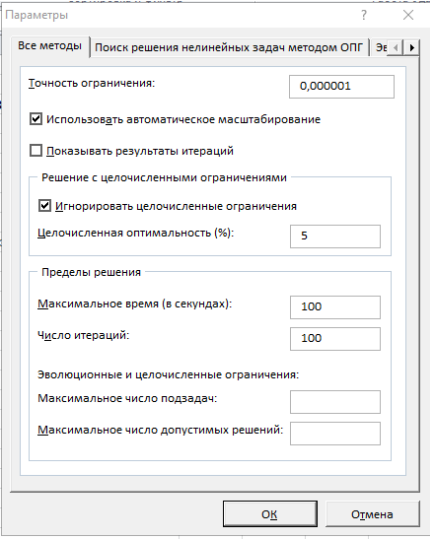 Параметры
Все методы
Поиск решения нелинейных задач методом ОПГ
Эв
Точность ограничения:
0,000001
Использовать автоматическое масштабирование
Показывать результаты итераций
Решение с целочисленными ограничениями
Игнорировать целочисленные ограничения
Целочисленная оптимальность (%):
5
Пределы решения
Максимальное время (в секундах):
100
Число итераций:
100
Эволюционные и целочисленные ограничения:
Максимальное число подзадач:
Максимальное число допустимых решений:
ОК
Отмена